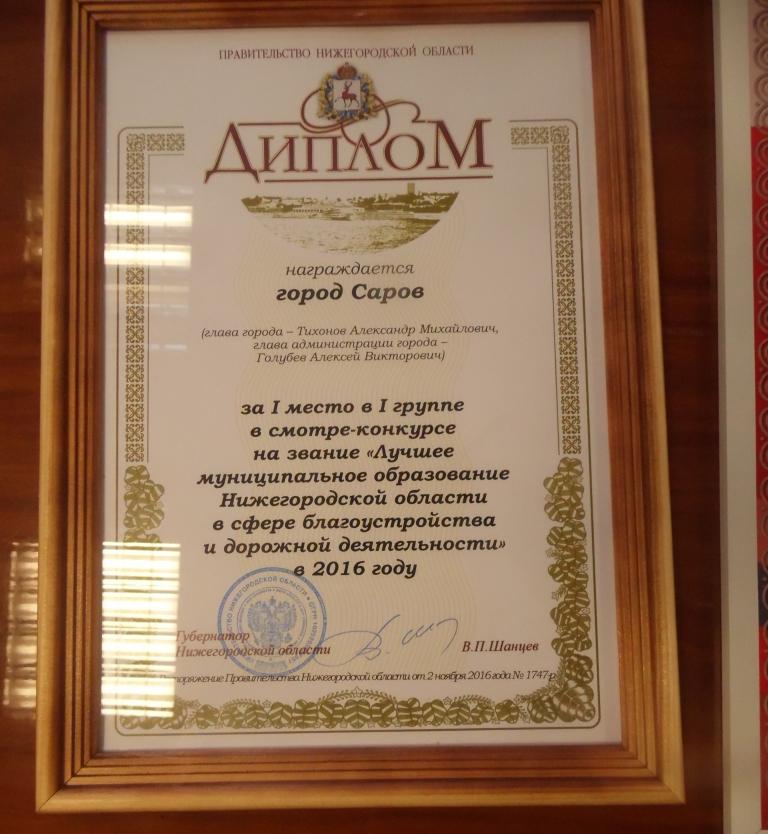 ПРАВИТЕЛЬСТВО НИЖЕГОРОДСКОЙ ОБЛАСТИ
ДИПЛОМ
награждается
город Саров
(глава города – Тихонов Александр Михайлович,
глава администрации города –
Голубев Алексей Викторович)
за I место в I группе
в смотре-конкурсе
на звание «Лучшее
муниципальное образование
Нижегородской области
в сфере благоустройства
и дорожной деятельности»
в 2016 году
Губернатор
Нижегородской области
В.П.Шанцев
Правительства Нижегородской области от 2 ноября 2016 года № 1747-р